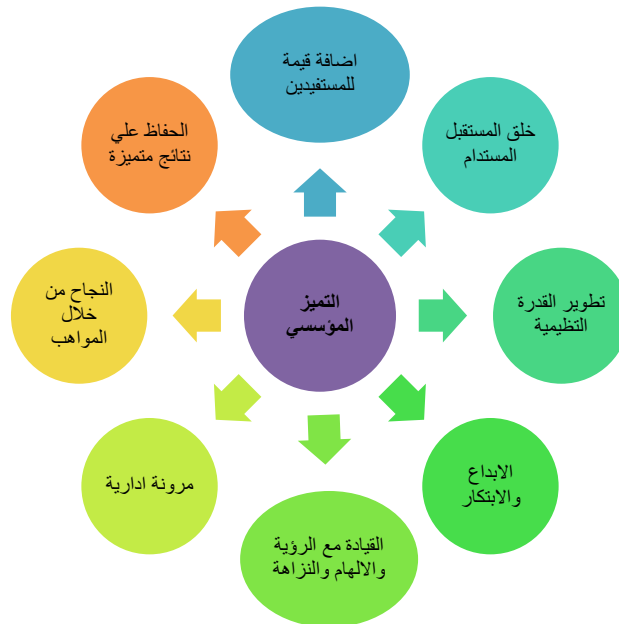 اضافة قيمة
للمستفيدين
خلق المستقبل
المستدام
تطوير القدرة
التظيمية
الابداع
والابتكار
القيادة مع الرؤية
والالهام والنزاهة
مرونة ادارية
النجاح من
خلال
المواهب
الحفاظ علي
نتائج متميزة
التميز
المؤسسي